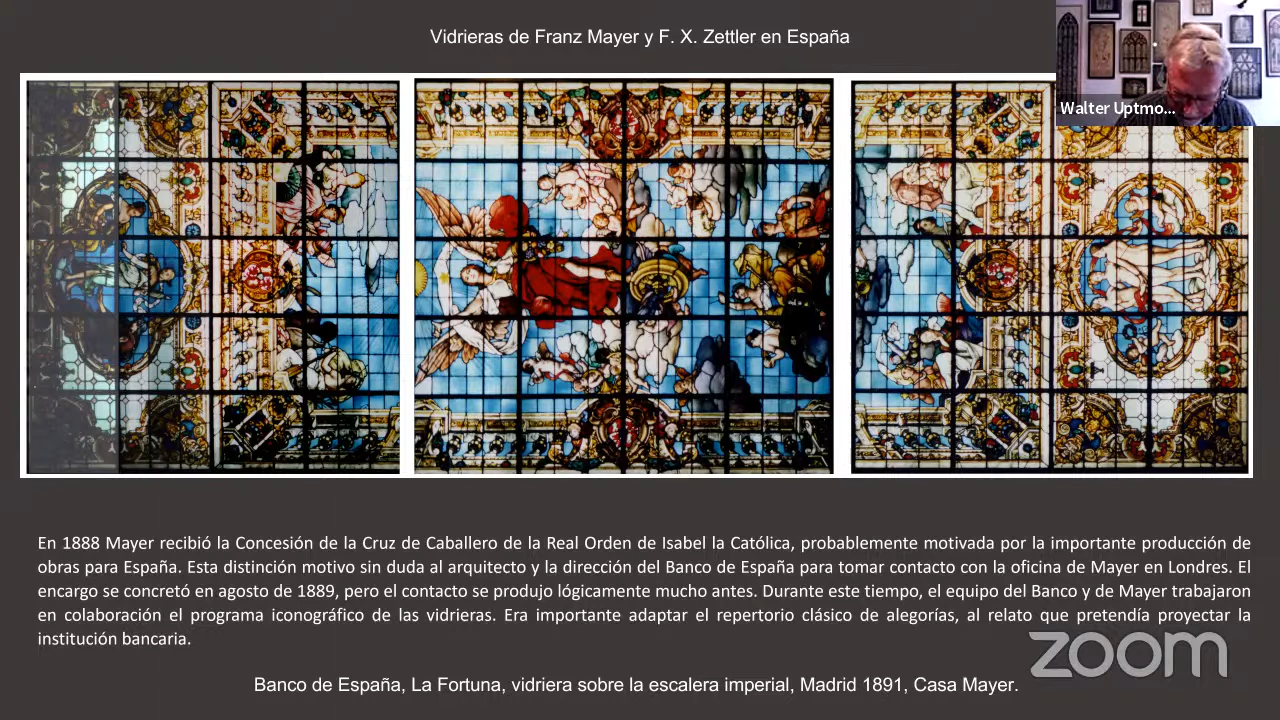 Vidrieras de Franz Mayer y F. X. Zettler en España
Walter Uptmo...
En 1888 Mayer recibió la Concesión de la Cruz de Caballero de la Real Orden de Isabel la Católica, probablemente motivada por la importante producción de
obras para España. Esta distinción motivo sin duda al arquitecto y la dirección del Banco de España para tomar contacto con la oficina de Mayer en Londres. El
encargo se concretó en agosto de 1889, pero el contacto se produjo lógicamente mucho antes. Durante este tiempo, el equipo del Banco y de Mayer trabajaron
en colaboración el programa iconográfico de las vidrieras. Era importante adaptar el repertorio clásico de alegorías, al relato que pretendía proyectar la
institución bancaria.
zoom
Banco de España, La Fortuna, vidriera sobre la escalera imperial, Madrid 1891, Casa Mayer.